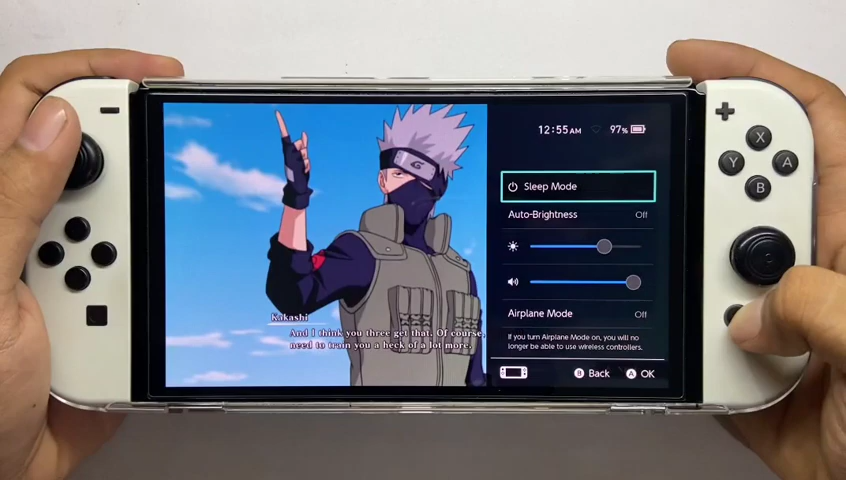 12:55AM 97%
Sleep Mode
Auto-Brightness Off
Airplane Mode Off
If you turn Airplane Mode on, you will no
longer be able to use wireless controllers.
B Back A OK
Kakashi
And I think you three get that. Of course,
need to train you a heck of a lot more.
X
Y A
B